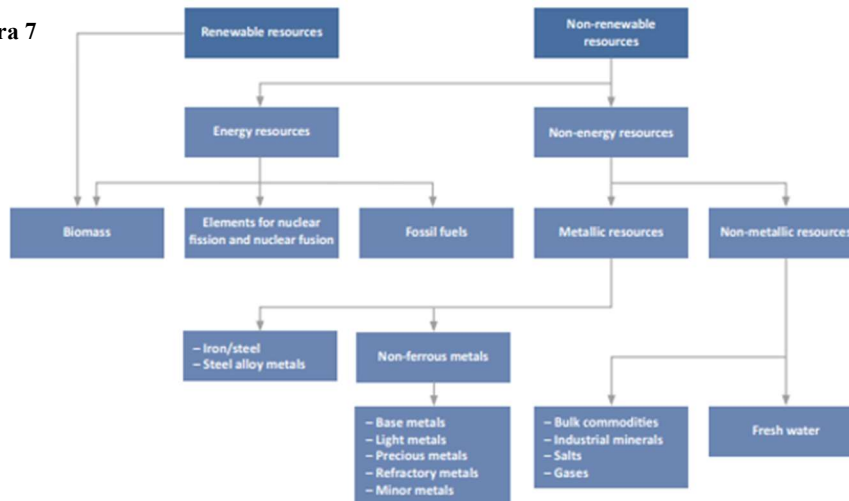 ra 7
Renewable resources
Non-renewable
resources
Energy resources
Non-energy resources
Biomass
Elements for nuclear
fission and nuclear fusion
Fossil fuels
Metallic resources
Non-metallic resources
– Iron/steel
– Steel alloy metals
Non-ferrous metals
– Base metals
– Light metals
– Precious metals
– Refractory metals
– Minor metals
– Bulk commodities
– Industrial minerals
– Salts
– Gases
Fresh water